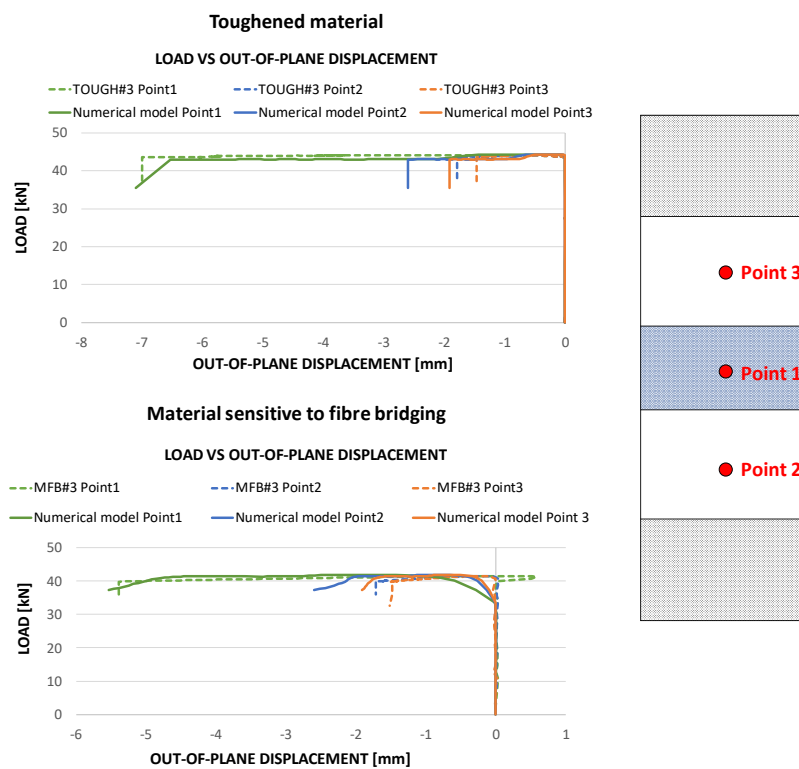 Toughened material
LOAD VS OUT-OF-PLANE DISPLACEMENT
TOUGH#3 Point1 TOUGH#3 Point2 TOUGH#3 Point3
Numerical model Point1 Numerical model Point2 Numerical model Point3
50
40
30
20
10
0
LOAD [kN]
-8 -7 -6 -5 -4 -3 -2 -1 0
OUT-OF-PLANE DISPLACEMENT [mm]
Material sensitive to fibre bridging
LOAD VS OUT-OF-PLANE DISPLACEMENT
MFB#3 Point1 MFB#3 Point2 MFB#3 Point3
Numerical model Point1 Numerical model Point2 Numerical model Point 3
50
40
30
20
10
0
LOAD [kN]
-6 -5 -4 -3 -2 -1 0 1
OUT-OF-PLANE DISPLACEMENT [mm]
Point 3
Point 1
Point 2